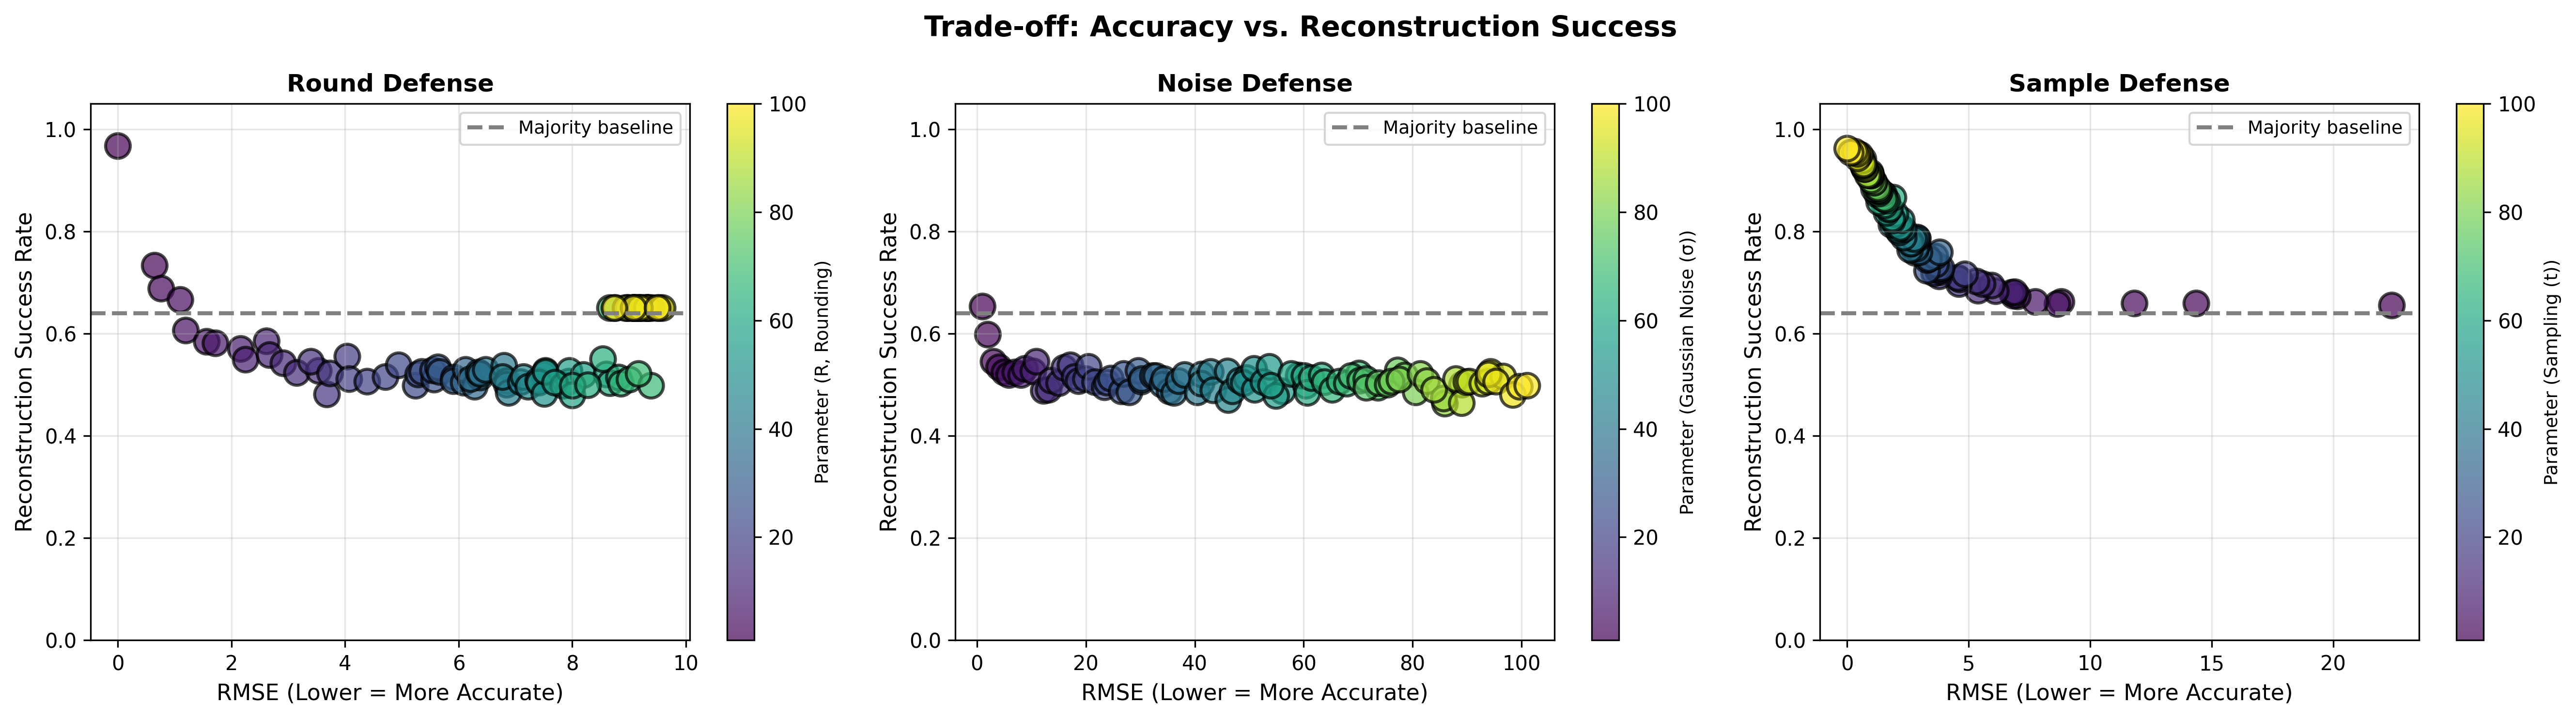 Trade-off: Accuracy vs. Reconstruction Success
Round Defense
Reconstruction Success Rate
1.0
0.8
0.6
0.4
0.2
0.0
Majority baseline
0 2 4 6 8 10
RMSE (Lower = More Accurate)
100
80
60
40
20
Parameter (R, Rounding)
Noise Defense
Reconstruction Success Rate
1.0
0.8
0.6
0.4
0.2
0.0
Majority baseline
0 20 40 60 80 100
RMSE (Lower = More Accurate)
100
80
60
40
20
Parameter (Gaussian Noise (σ))
Sample Defense
Reconstruction Success Rate
1.0
0.8
0.6
0.4
0.2
0.0
Majority baseline
0 5 10 15 20
RMSE (Lower = More Accurate)
100
80
60
40
20
Parameter (Sampling (t))